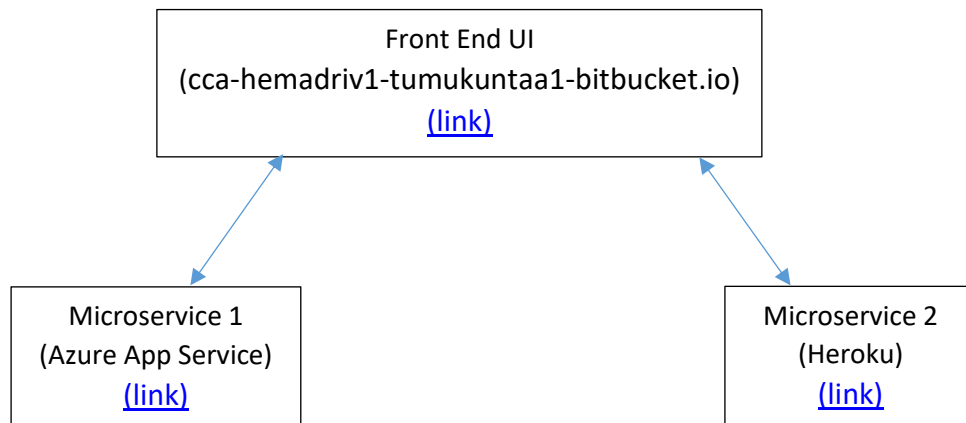 Front End UI
(cca-hemadriv1-tumukuntaa1-bitbucket.io)
(link)
Microservice 1
(Azure App Service)
(link)
Microservice 2
(Heroku)
(link)